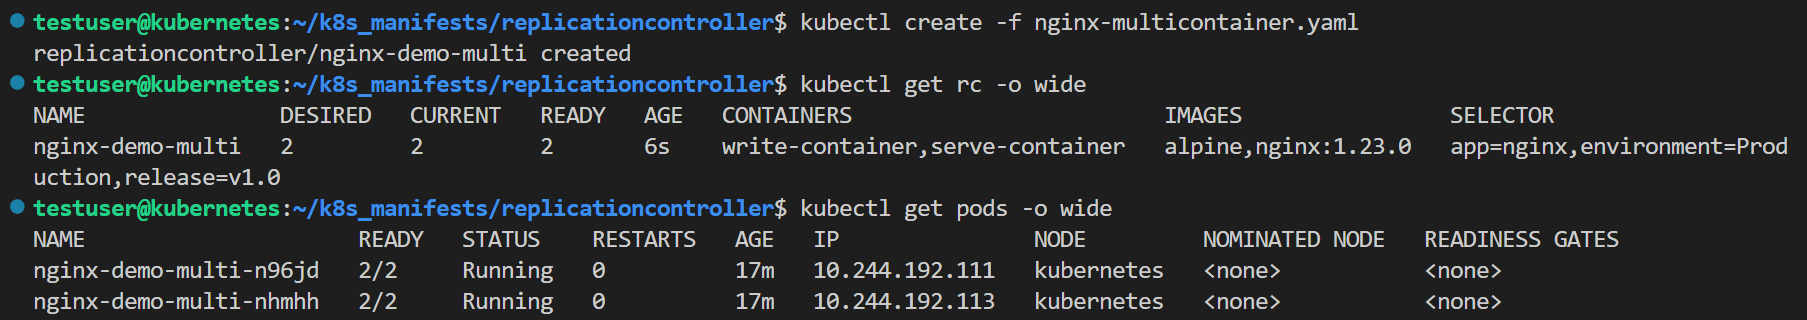 testuser@kubernetes:~/k8s_manifests/replicationcontroller$ kubectl create -f nginx-multicontainer.yaml
replicationcontroller/nginx-demo-multi created
testuser@kubernetes:~/k8s_manifests/replicationcontroller$ kubectl get rc -o wide
NAME DESIRED CURRENT READY AGE CONTAINERS IMAGES SELECTOR
nginx-demo-multi 2 2 2 6s write-container,serve-container alpine,nginx:1.23.0 app=nginx,environment=Prod
uction,release=v1.0
testuser@kubernetes:~/k8s_manifests/replicationcontroller$ kubectl get pods -o wide
NAME READY STATUS RESTARTS AGE IP NODE NOMINATED NODE READINESS GATES
nginx-demo-multi-n96jd 2/2 Running 0 17m 10.244.192.111 kubernetes <none> <none>
nginx-demo-multi-nhmhh 2/2 Running 0 17m 10.244.192.113 kubernetes <none> <none>